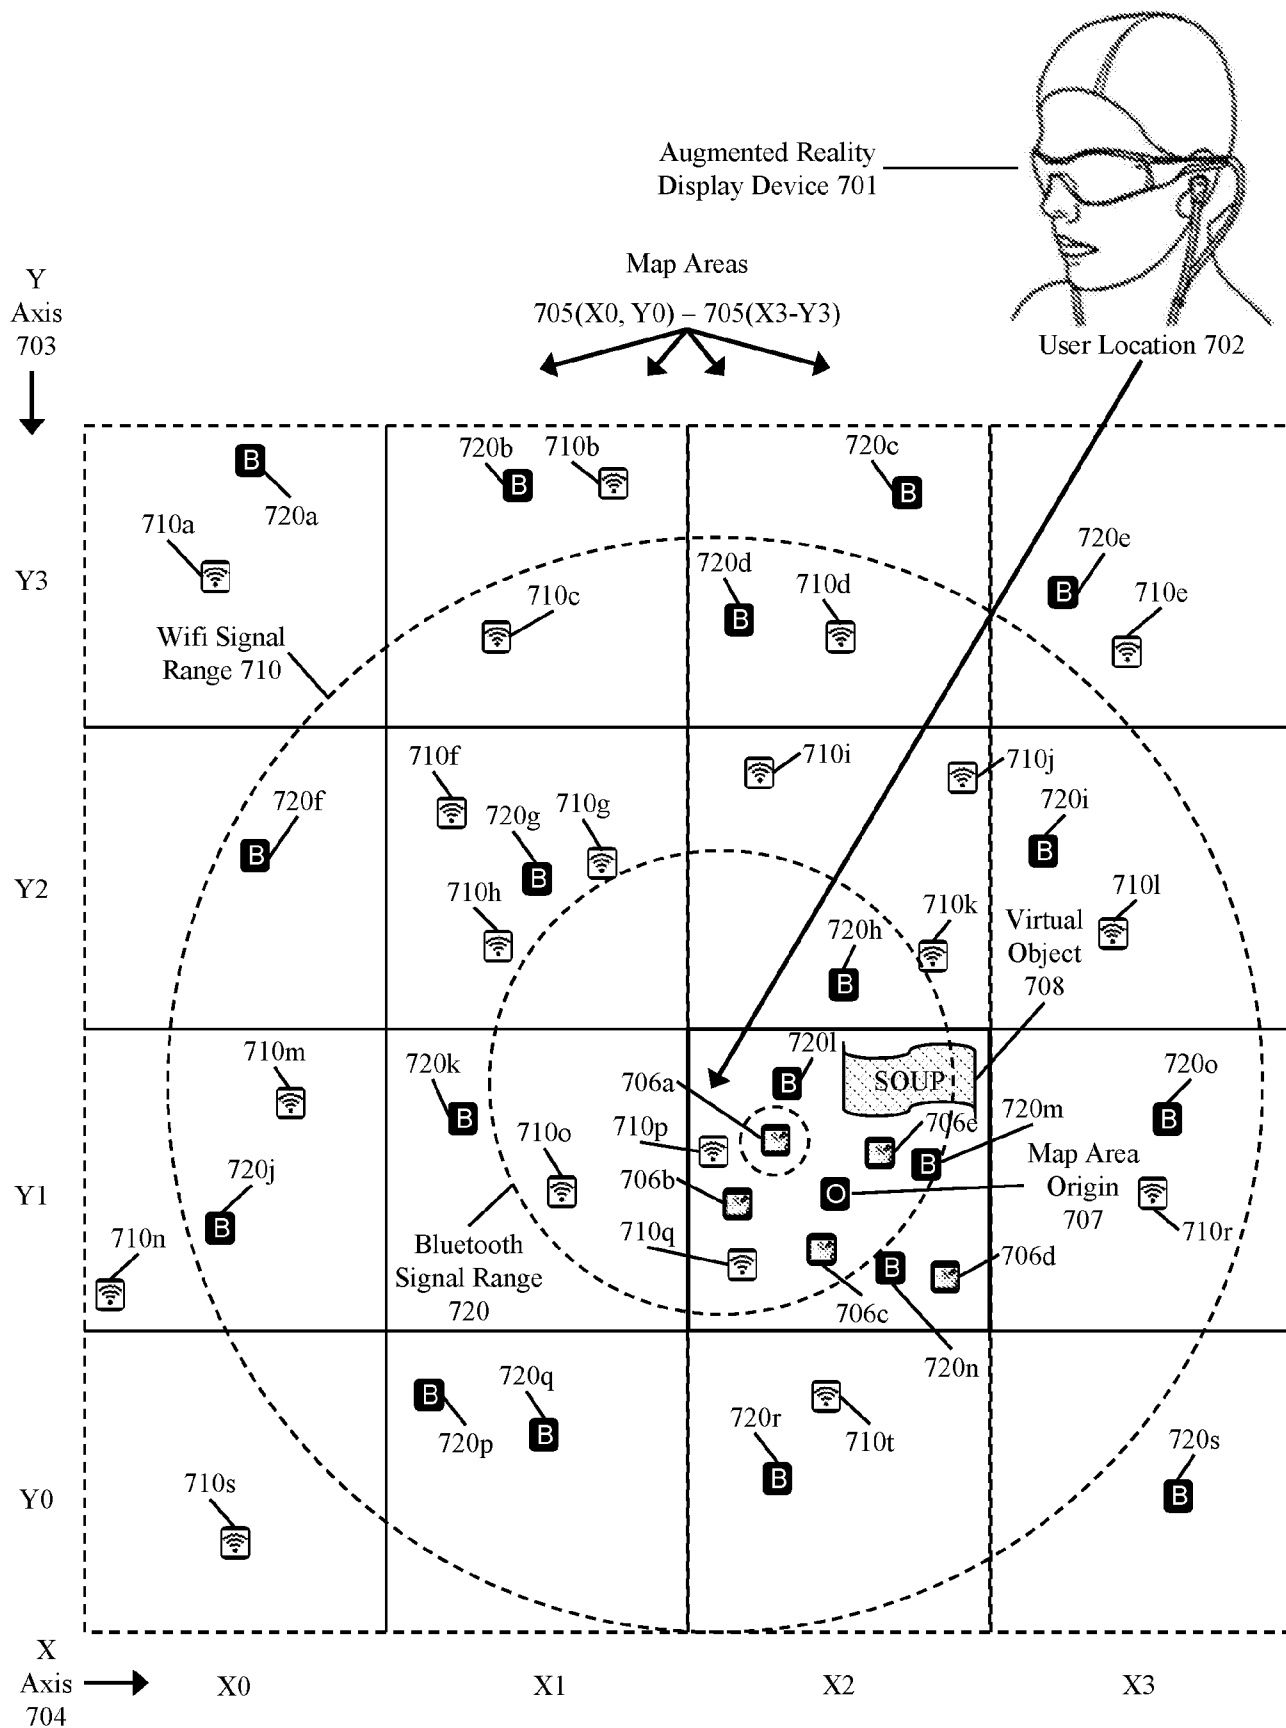 Augmented Reality
Display Device 701
Map Areas
705(X0, Y0) – 705(X3-Y3)
User Location 702
Y
Axis
703
720b
710b
720c
B
B
B
720a
710a
720e
B
Y3
720d
710d
710c
B
710e
Wifi Signal
Range 710
710f
710i
710j
720f
720g
710g
720i
B
B
B
Y2
710h
710k
710l
Virtual
Object
708
720h
B
710m
720k
720l
B
SOUP
720o
706a
B
B
710o
710p
706e
720m
B
Map Area
Origin
707
720j
706b
O
Y1
B
710n
710q
710r
Bluetooth
Signal Range
720
B
706d
706c
720n
720q
B
720p
B
720r
710t
B
720s
B
710s
Y0
X
Axis
704
X0
X1
X2
X3